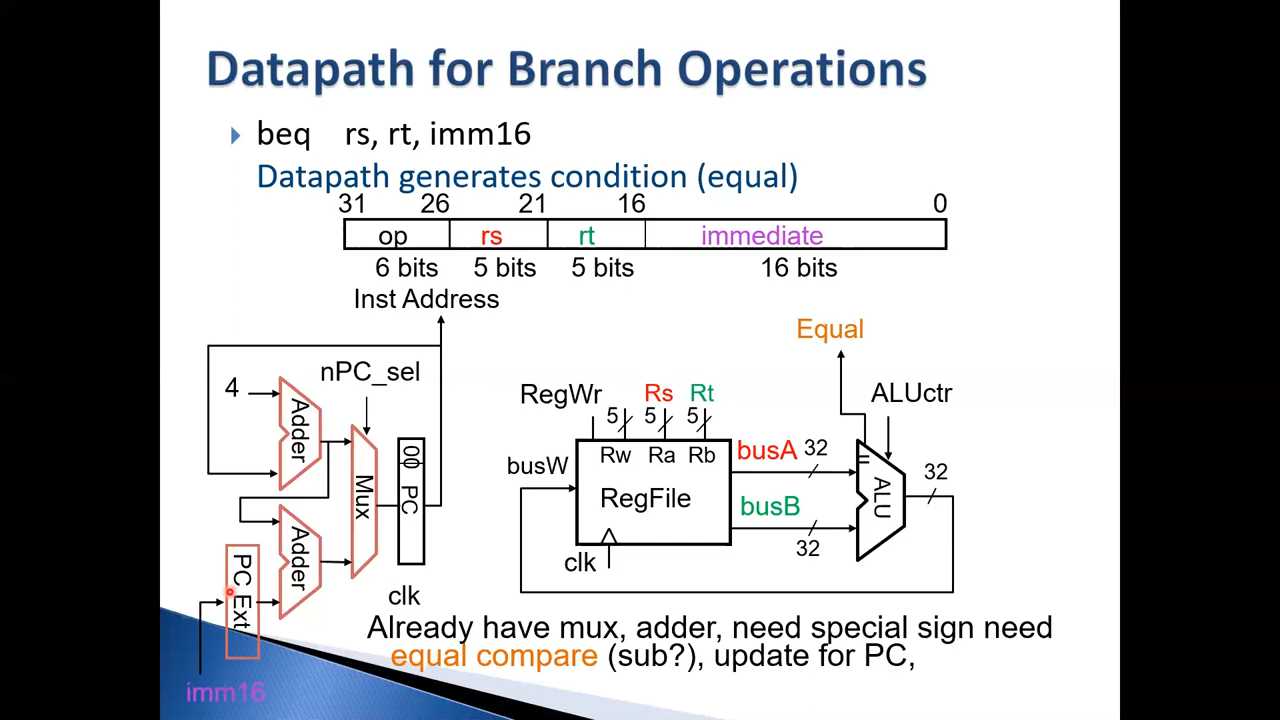 Datapath for Branch Operations
beq rs, rt, imm16
Datapath generates condition (equal)
31 26 21 16 0
op rs rt immediate
6 bits 5 bits 5 bits 16 bits
Inst Address
4
nPC_sel
Adder
Mux
00
PC
Adder
PC Ext
imm16
clk
Equal
RegWr
Rs
Rt
ALUctr
5
5
5
busW
Rw Ra Rb
RegFile
busA
32
busB
32
=
ALU
32
clk
Already have mux, adder, need special sign need
equal compare (sub?), update for PC,